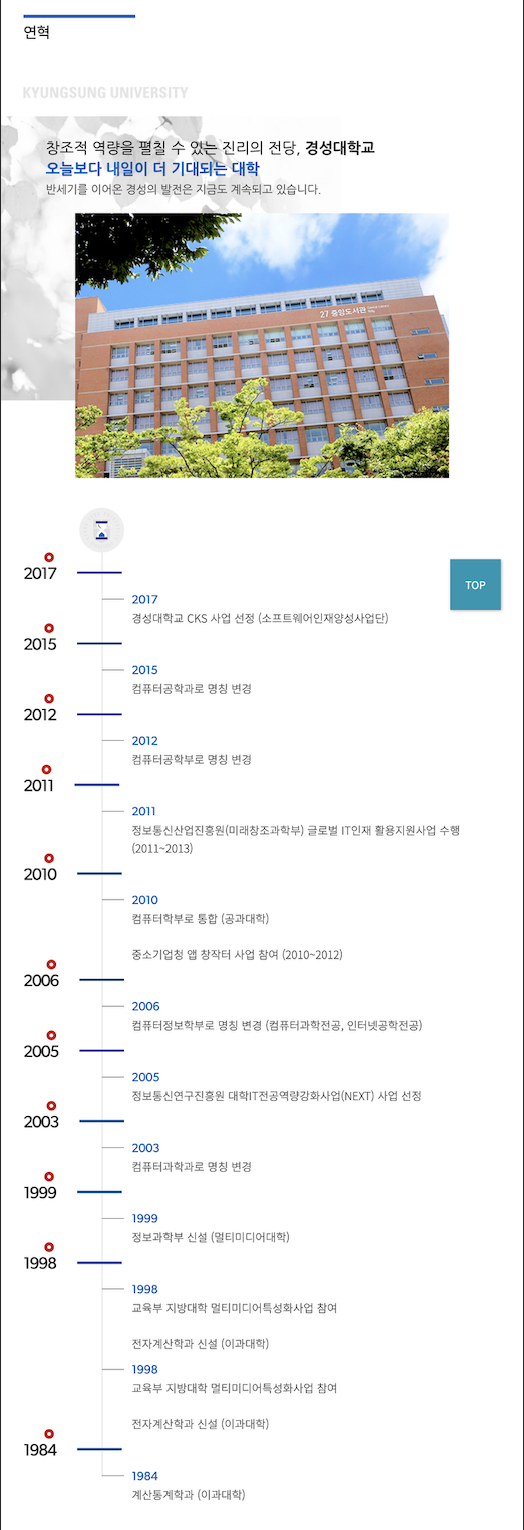 연혁
KYUNGSUNG UNIVERSITY
창조적 역량을 펼칠 수 있는 진리의 전당, 경성대학교
오늘보다 내일이 더 기대되는 대학
반세기를 이어온 경성의 발전은 지금도 계속되고 있습니다.
27 중앙도서관
2017
TOP
2017
경성대학교 CKS 사업 선정 (소프트웨어인재양성사업단)
2015
2015
컴퓨터공학과로 명칭 변경
2012
2012
컴퓨터공학부로 명칭 변경
2011
2011
정보통신산업진흥원(미래창조과학부) 글로벌 IT인재 활용지원사업 수행
(2011~2013)
2010
2010
컴퓨터학부로 통합 (공과대학)
중소기업청 앱 창작터 사업 참여 (2010~2012)
2006
2006
컴퓨터정보학부로 명칭 변경 (컴퓨터과학전공, 인터넷공학전공)
2005
2005
정보통신연구진흥원 대학IT전공역량강화사업(NEXT) 사업 선정
2003
2003
컴퓨터과학과로 명칭 변경
1999
1999
정보과학부 신설 (멀티미디어대학)
1998
1998
교육부 지방대학 멀티미디어특성화사업 참여
전자계산학과 신설 (이과대학)
1998
교육부 지방대학 멀티미디어특성화사업 참여
전자계산학과 신설 (이과대학)
1984
1984
계산통계학과 (이과대학)